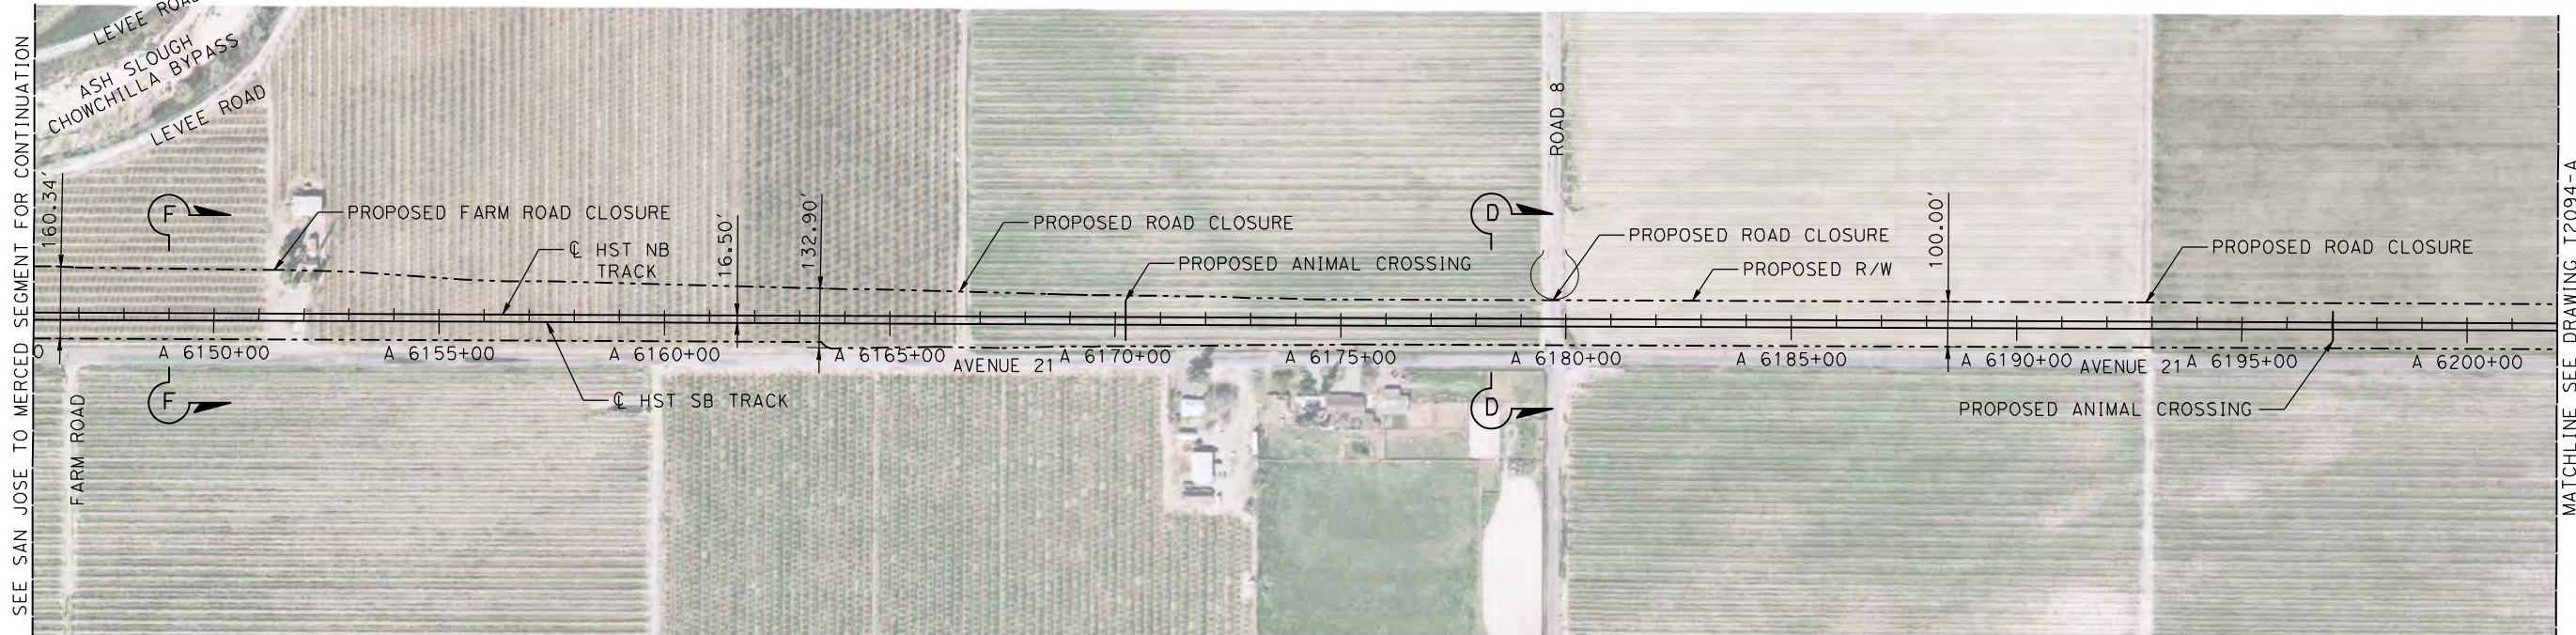 LEVEE ROAD
ASH SLOUGH
CHOWCHILLA BYPASS
LEVEE ROAD
SEE SAN JOSE TO MERCED SEGMENT FOR CONTINUATION
160.34'
F
PROPOSED FARM ROAD CLOSURE
℄ HST NB
TRACK
16.50'
132.90'
PROPOSED ROAD CLOSURE
PROPOSED ANIMAL CROSSING
D
ROAD 8
PROPOSED ROAD CLOSURE
PROPOSED R/W
100.00'
PROPOSED ROAD CLOSURE
MATCHLINE SEE DRAWING T2094-A
0
A 6150+00
A 6155+00
A 6160+00
A 6165+00
AVENUE 21
A 6170+00
A 6175+00
A 6180+00
A 6185+00
A 6190+00
AVENUE 21
A 6195+00
A 6200+00
F
℄ HST SB TRACK
D
PROPOSED ANIMAL CROSSING
FARM ROAD